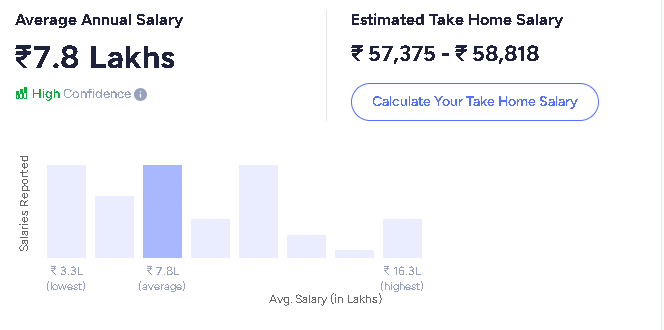 Average Annual Salary
₹7.8 Lakhs
High Confidence i
Estimated Take Home Salary
₹ 57,375 - ₹ 58,818
Calculate Your Take Home Salary
Salaries Reported
₹ 3.3L
(lowest)
₹ 7.8L
(average)
₹ 16.3L
(highest)
Avg. Salary (in Lakhs)